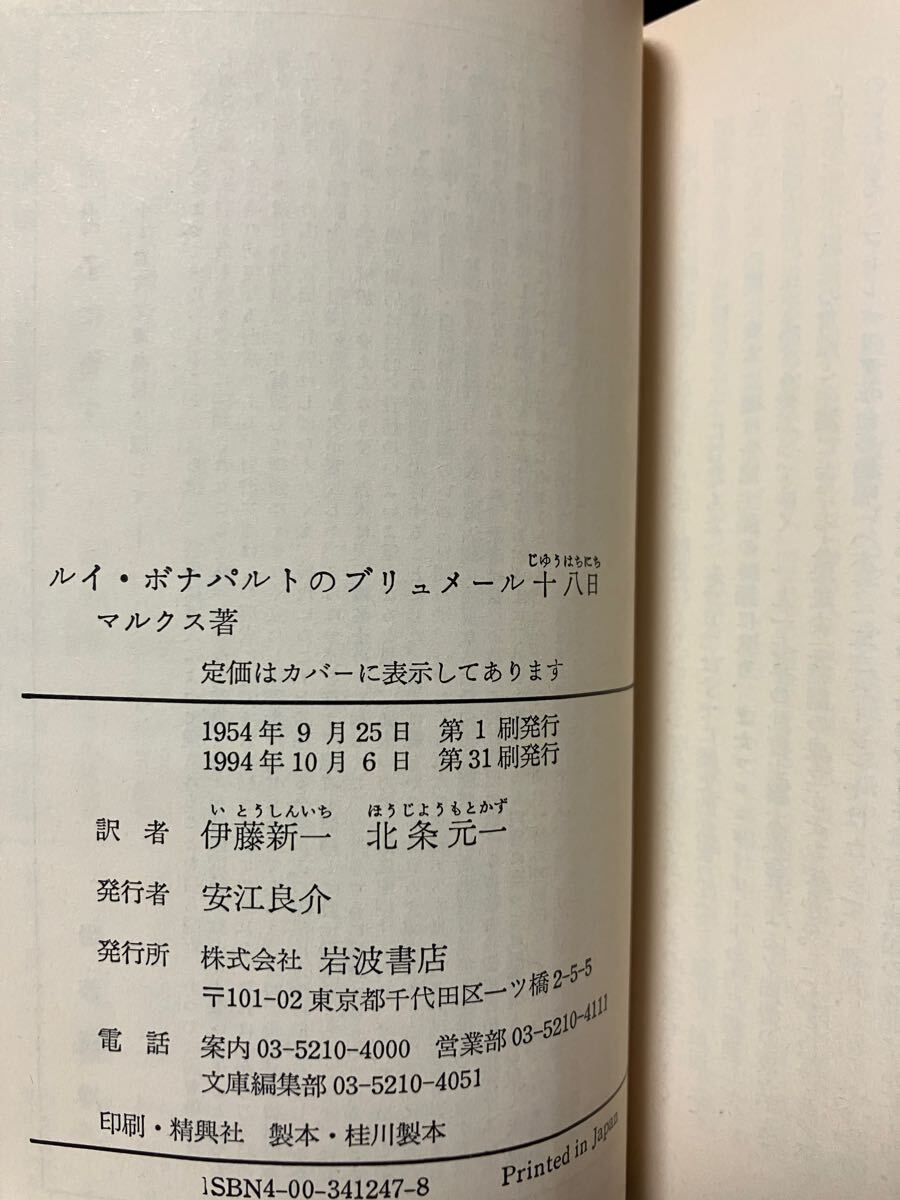 じゆうはちにち
ルイ・ボナパルトのブリュメール十八日
マルクス著
定価はカバーに表示してあります
1954年9月25日 第1刷発行
1994年10月6日 第31刷発行
いとうしんいち ほうじようもとかず
訳者 伊藤新一 北条元一
発行者 安江良介
発行所 株式会社 岩波書店
〒101-02 東京都千代田区一ツ橋2-5-5
電話 案内03-5210-4000 営業部03-5210-4111
文庫編集部03-5210-4051
印刷・精興社 製本・桂川製本
ISBN4-00-341247-8 Printed in Japan